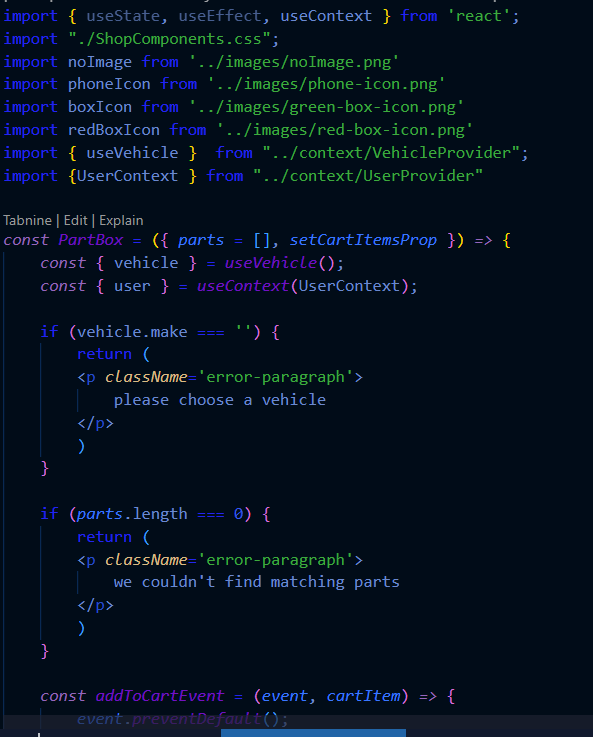 import { useState, useEffect, useContext } from 'react';
import "./ShopComponents.css";
import noImage from '../images/noImage.png'
import phoneIcon from '../images/phone-icon.png'
import boxIcon from '../images/green-box-icon.png'
import redBoxIcon from '../images/red-box-icon.png'
import { useVehicle }  from "../context/VehicleProvider";
import {UserContext } from "../context/UserProvider"
Tabnine | Edit | Explain
const PartBox = ({ parts = [], setCartItemsProp }) => {
    const { vehicle } = useVehicle();
    const { user } = useContext(UserContext);
    if (vehicle.make === '') {
        return (
        <p className='error-paragraph'>
            please choose a vehicle
        </p>
        )
    }
    if (parts.length === 0) {
        return (
        <p className='error-paragraph'>
            we couldn't find matching parts
        </p>
        )
    }
    const addToCartEvent = (event, cartItem) => {
        event.preventDefault();